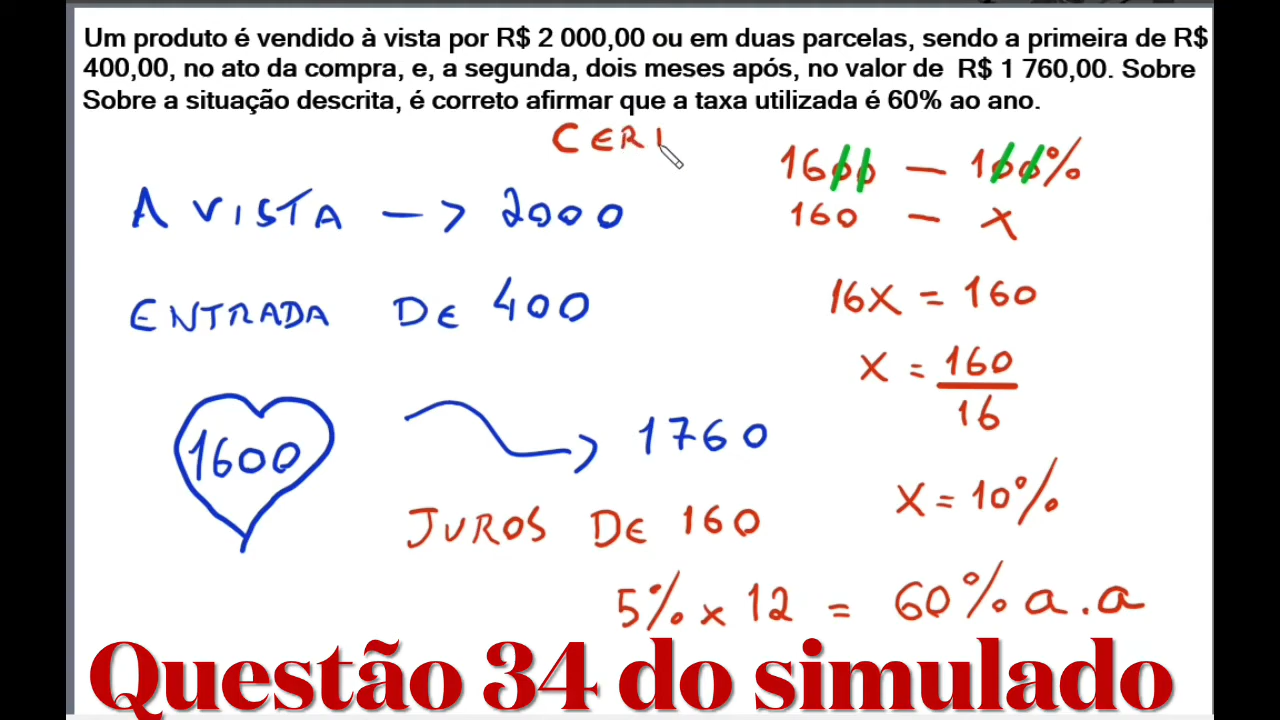 Um produto é vendido à vista por R$ 2 000,00 ou em duas parcelas, sendo a primeira de R$
400,00, no ato da compra, e, a segunda, dois meses após, no valor de R$ 1 760,00. Sobre
Sobre a situação descrita, é correto afirmar que a taxa utilizada é 60% ao ano.
CERI
1600 — 100%
160 — X
A VISTA —> 2000
16X = 160
ENTRADA DE 400
X = 160
16
1600
1760
X = 10%
JUROS DE 160
5% x 12 = 60% a.a
Questão 34 do simulado